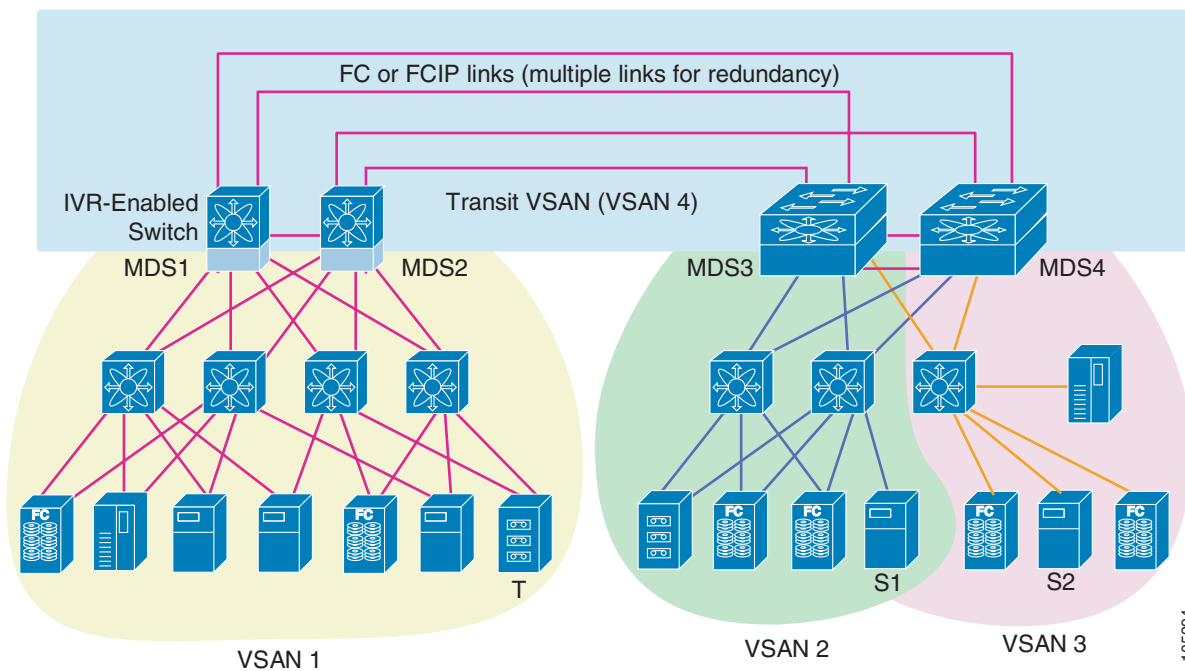 FC or FCIP links (multiple links for redundancy)
IVR-Enabled
Switch
Transit VSAN (VSAN 4)
MDS1
MDS2
MDS3
MDS4
FC
FC
FC
FC
FC
FC
T
S1
S2
VSAN 1
VSAN 2
VSAN 3